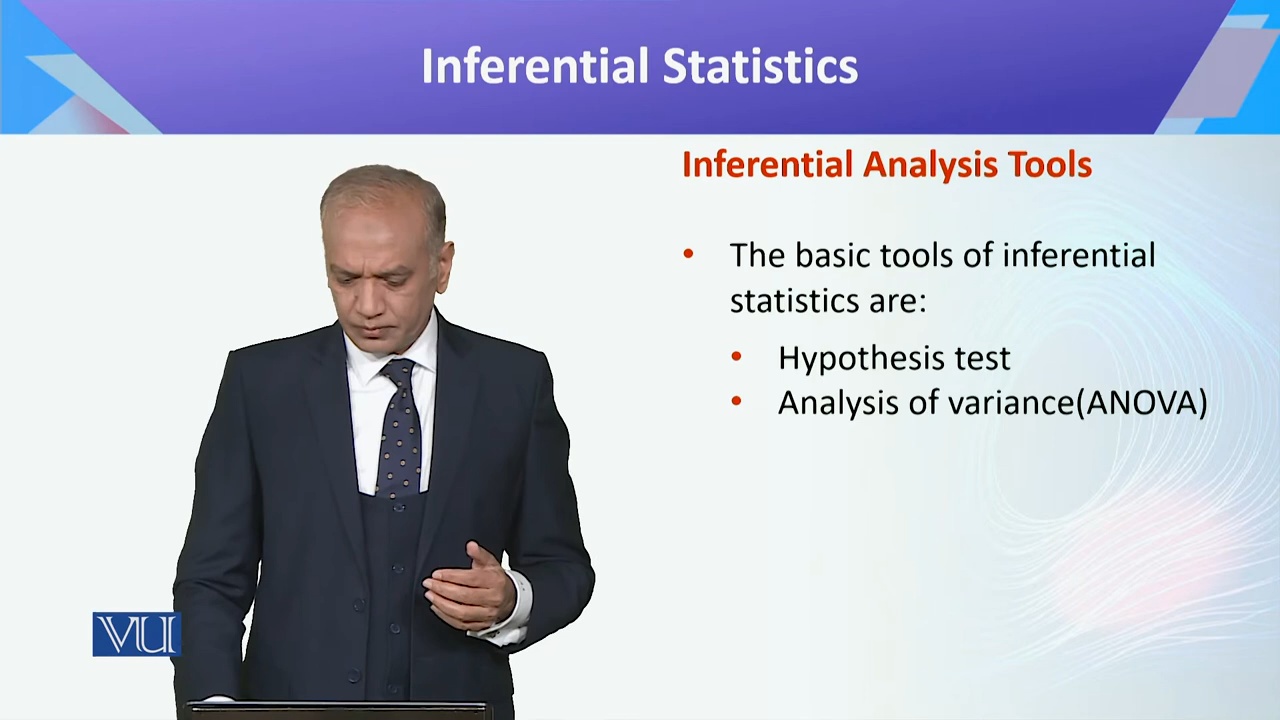 Inferential Statistics
Inferential Analysis Tools
• The basic tools of inferential
statistics are:
• Hypothesis test
• Analysis of variance(ANOVA)
VU